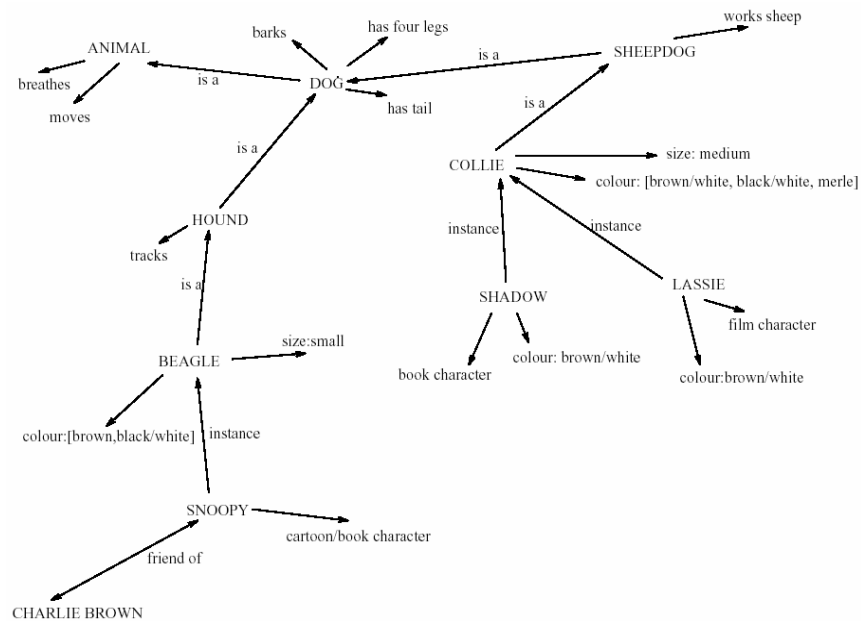 works sheep
has four legs
barks
ANIMAL
SHEEPDOG
is a
is a
DOG
breathes
has tail
moves
is a
is a
size: medium
COLLIE
colour: [brown/white, black/white, merle]
HOUND
instance
instance
tracks
is a
LASSIE
SHADOW
film character
size:small
BEAGLE
colour: brown/white
book character
colour:brown/white
colour:[brown,black/white]
instance
SNOOPY
cartoon/book character
friend of
CHARLIE BROWN